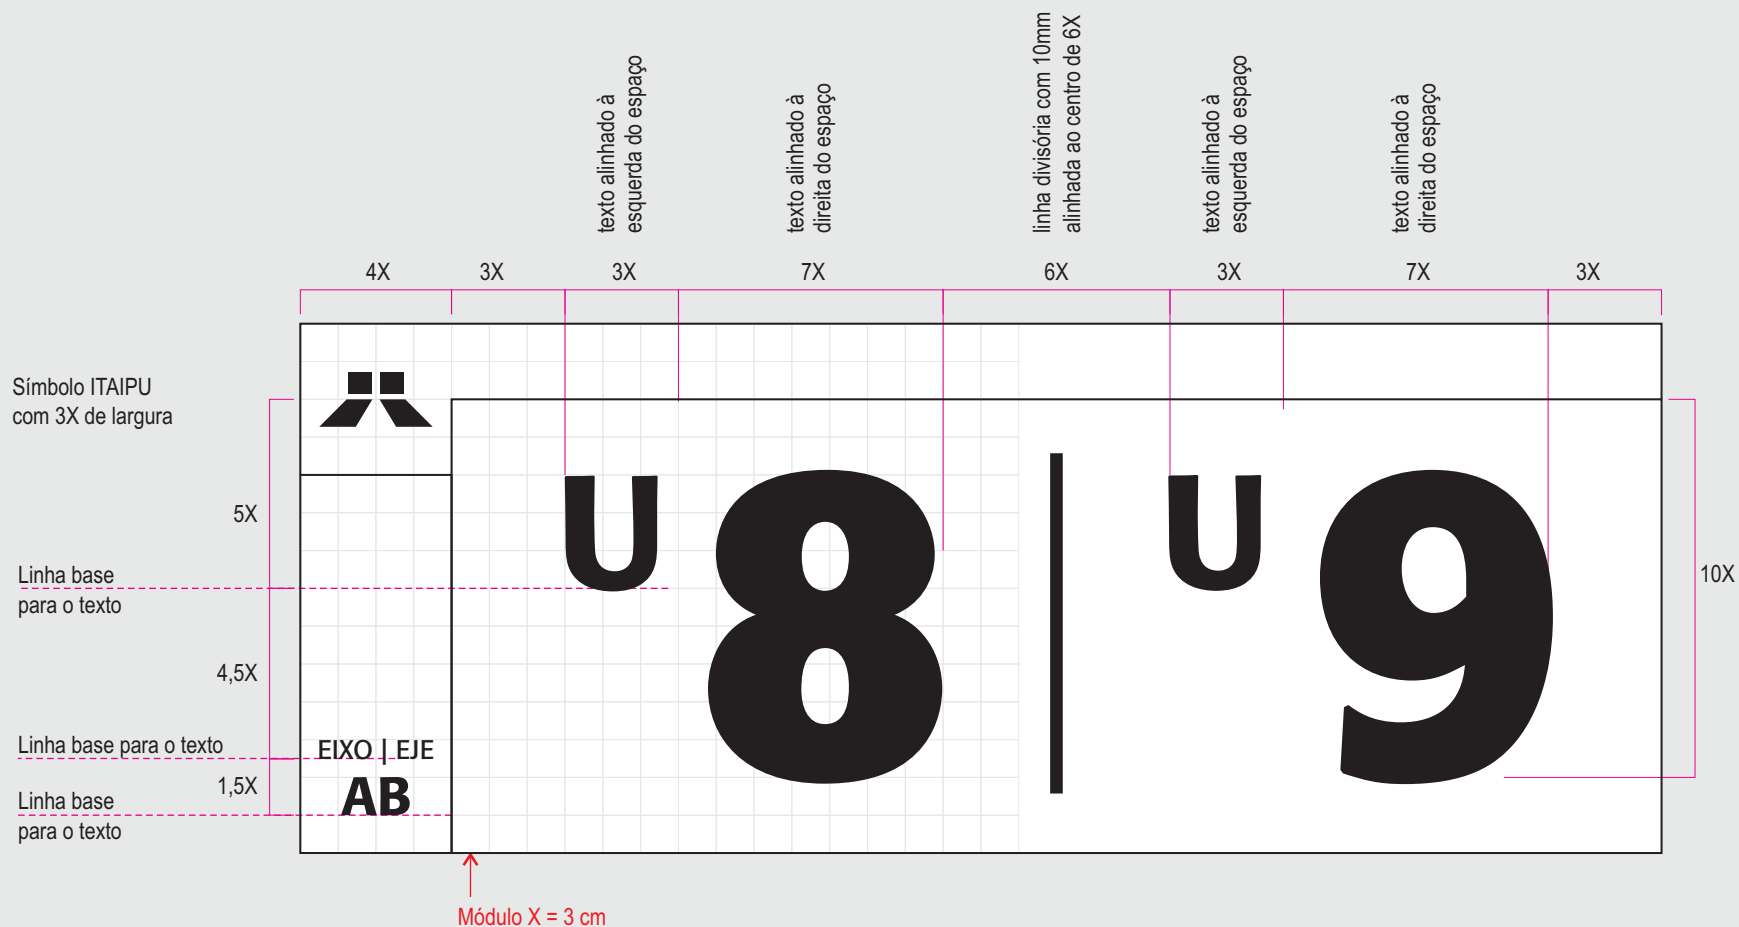 texto alinhado à
esquerda do espaço
texto alinhado à
direita do espaço
linha divisória com 10mm
alinhada ao centro de 6X
texto alinhado à
esquerda do espaço
texto alinhado à
direita do espaço
4X 3X 3X 7X 6X 3X 7X 3X
Símbolo ITAIPU
com 3X de largura
5X
U 8 U 9
10X
Linha base
para o texto
4,5X
Linha base para o texto
EIXO | EJE
1,5X
AB
Linha base
para o texto
Módulo X = 3 cm